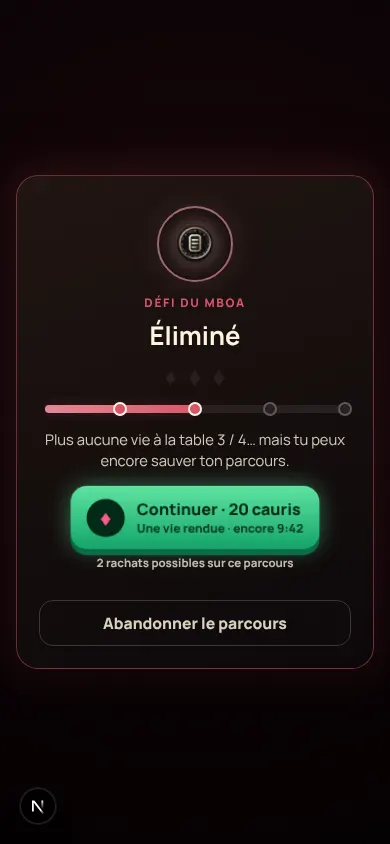 DÉFI DU MBOA
Éliminé
Plus aucune vie à la table 3 / 4… mais tu peux
encore sauver ton parcours.
Continuer · 20 cauris
Une vie rendue · encore 9:42
2 rachats possibles sur ce parcours
Abandonner le parcours
N